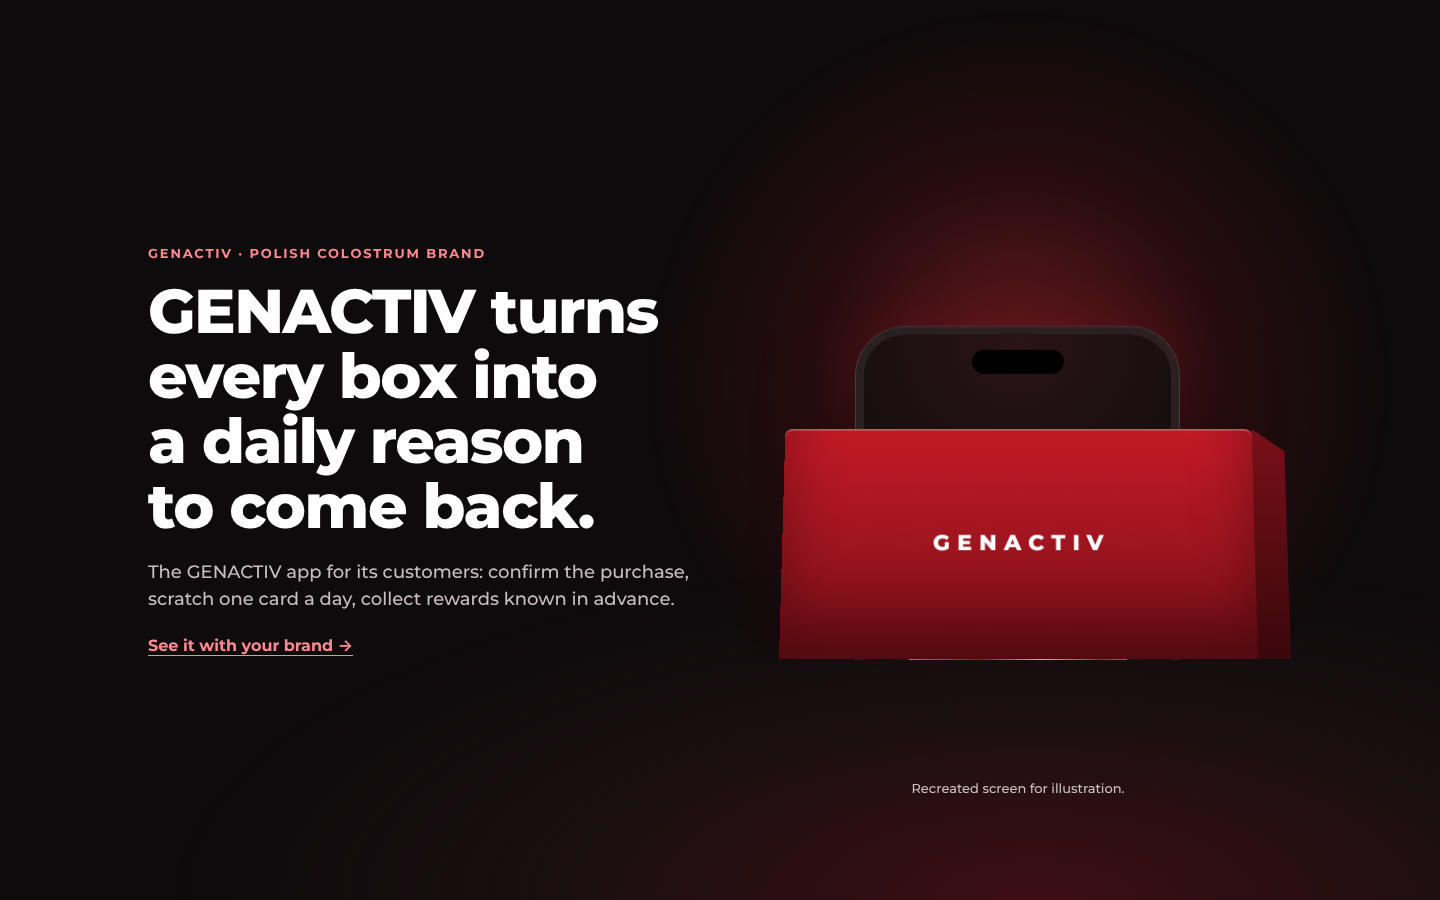 GENACTIV · POLISH COLOSTRUM BRAND
GENACTIV turns
every box into
a daily reason
to come back.
The GENACTIV app for its customers: confirm the purchase,
scratch one card a day, collect rewards known in advance.
See it with your brand →
GENACTIV
Recreated screen for illustration.